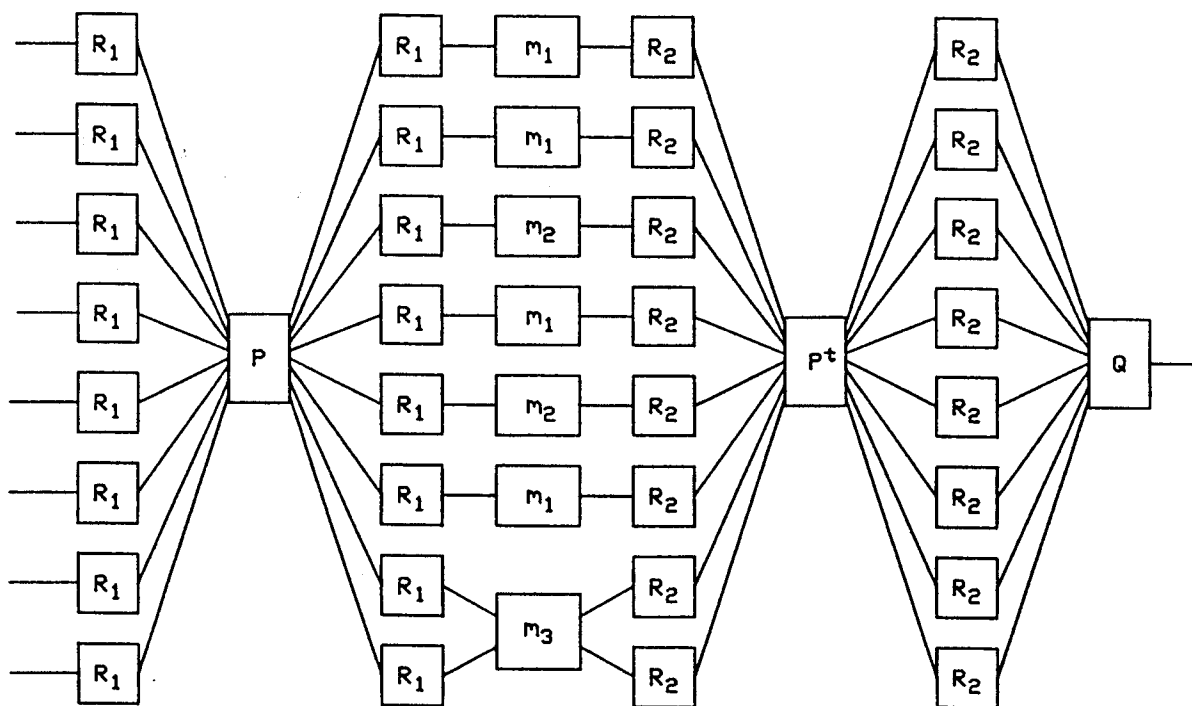 R₁ R₁ m₁ R₂ R₂
R₁ R₁ m₁ R₂ R₂
R₁ R₁ m₂ R₂ R₂
R₁ R₁ m₁ R₂ R₂
P Pᵗ Q
R₁ R₁ m₂ R₂ R₂
R₁ R₁ m₁ R₂ R₂
R₁ R₁ R₂ R₂
m₃
R₁ R₁ R₂ R₂